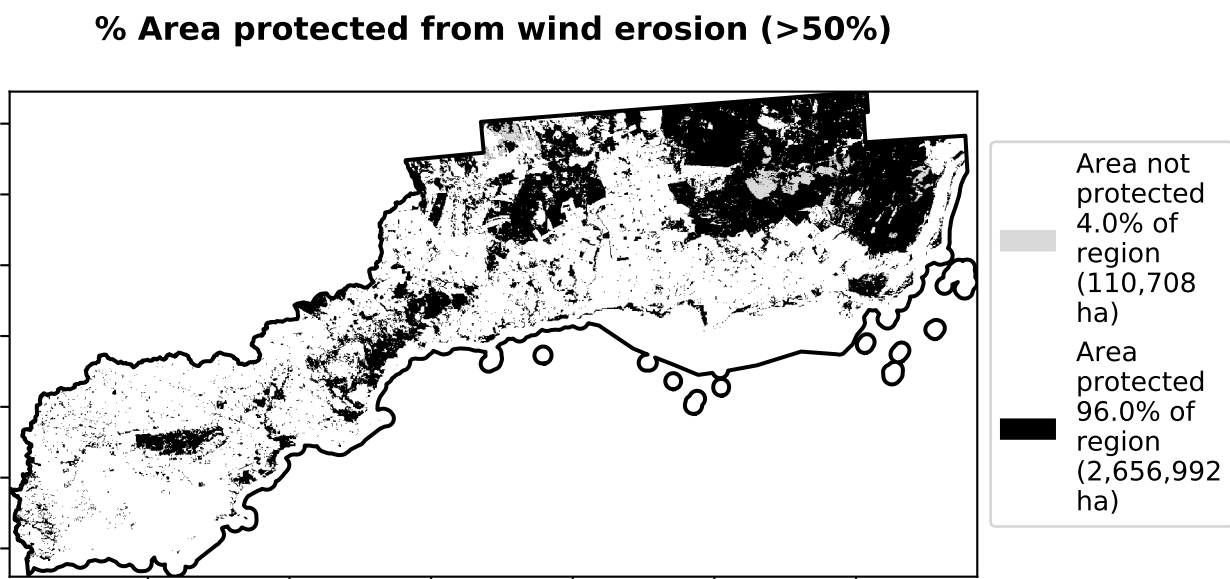 % Area protected from wind erosion (>50%)
Area not
protected
4.0% of
region
(110,708
ha)
Area
protected
96.0% of
region
(2,656,992
ha)